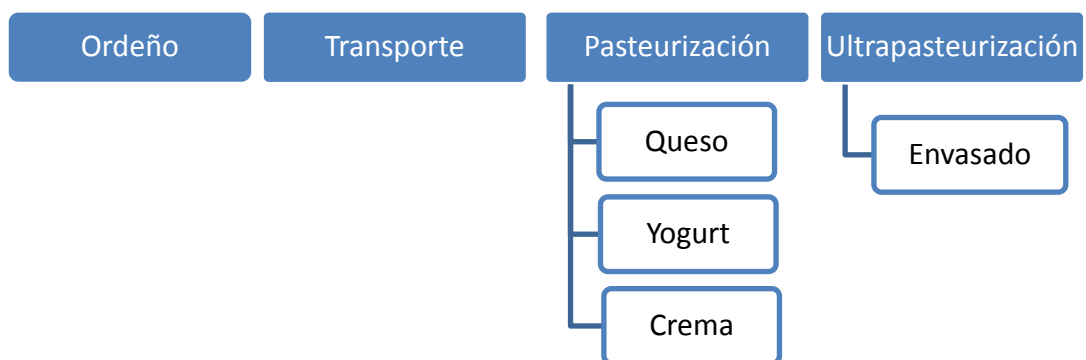 Ordeño
Transporte
Pasteurización
Ultrapasteurización
Queso
Envasado
Yogurt
Crema